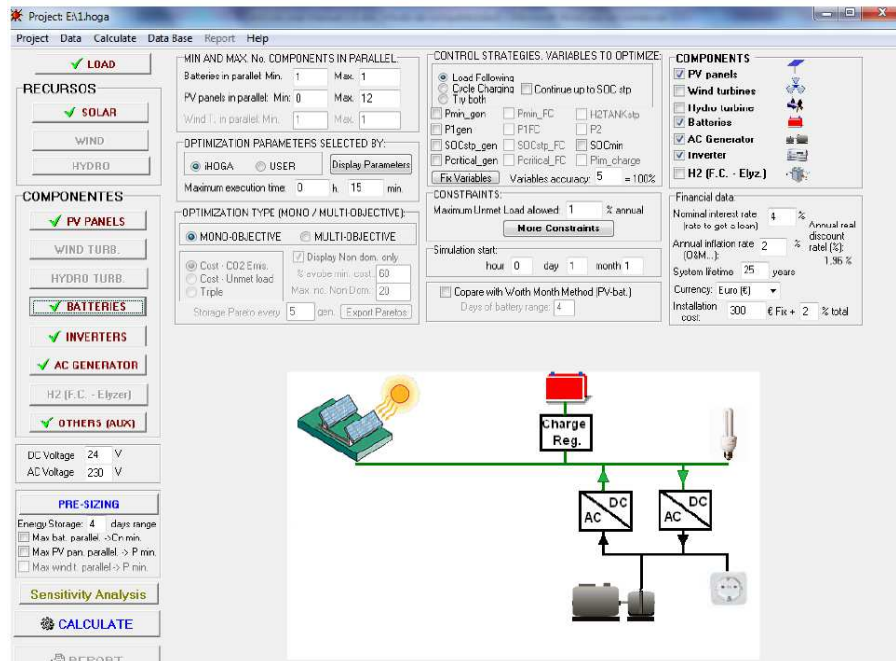 Project: E:\1.hoga
Project Data Calculate Data Base Report Help
LOAD
RECURSOS
SOLAR
WIND
HYDRO
COMPONENTES
PV PANELS
WIND TURB.
HYDRO TURB.
BATTERIES
INVERTERS
AC GENERATOR
H2 (F.C. - Elyzer)
OTHERS (AUX)
DC Voltage 24 V
AC Voltage 230 V
PRE-SIZING
Energy Storage: 4 days range
Max bat. parallel. -> Cn min.
Max PV pan. parallel. -> P min.
Max wind t. parallel -> P min.
Sensitivity Analysis
CALCULATE
REPORT
MIN AND MAX. No. COMPONENTS IN PARALLEL:
Batteries in parallel: Min. 1 Max. 1
PV panels in parallel: Min: 0 Max. 12
Wind T. in parallel: Min. 1 Max. 1
OPTIMIZATION PARAMETERS SELECTED BY:
iHOGA USER Display Parameters
Maximum execution time: 0 h. 15 min.
OPTIMIZATION TYPE (MONO / MULTI-OBJECTIVE):
MONO-OBJECTIVE MULTI-OBJECTIVE
Cost - CO2 Emis.
Cost - Unmet load
Triple
Display Non dom. only
% avobe min. cost. 60
Max no. Non Dom. 20
Storage Pareto every 5 gen. Export Paretos
CONTROL STRATEGIES. VARIABLES TO OPTIMIZE:
Load Following
Cycle Charging Continue up to SOC stp
Try both
Pmin_gen Pmin_FC H2TANKstp
P1gen P1FC P2
SOCstp_gen SOCstp_FC SOCmin
Pcritical_gen Pcritical_FC Plim_charge
Fix Variables Variables accuracy: 5 = 100%
CONSTRAINTS:
Maximum Unmet Load allowed: 1 % annual
More Constraints
Simulation start:
hour 0 day 1 month 1
Copare with Worth Month Method (PV-bat.)
Days of battery range: 4
COMPONENTS
PV panels
Wind turbines
Hydro turbine
Batteries
AC Generator
Inverter
H2 (F.C. - Elyz.)
Financial data:
Nominal interest rate 4 %
(rate to get a loan)
Annual inflation rate 2 %
(O&M...):
Annual real
discount
rateI (%):
1,96 %
System lifetime 25 years
Currency: Euro (€)
Installation
cost: 300 € Fix + 2 % total
Charge
Reg.
DC
AC
DC
AC